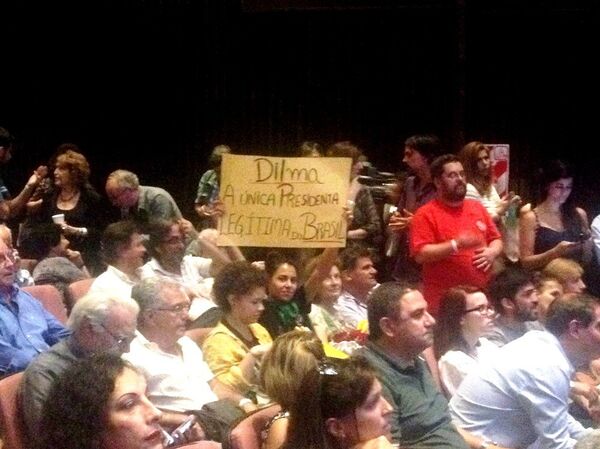 Dilma
A única Presidenta
Legítima do Brasil